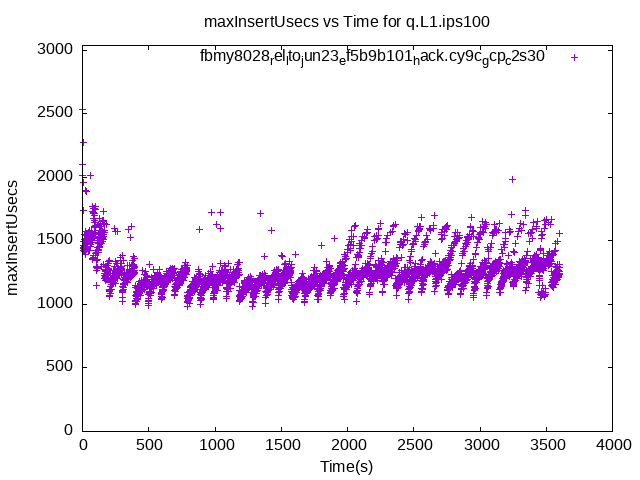 maxInsertUsecs vs Time for q.L1.ips100
fbmy8028_rel_lto_jun23_ef5b9b101_hack.cy9c_gcp_c2s30
3000
2500
2000
1500
1000
500
0
maxInsertUsecs
0 500 1000 1500 2000 2500 3000 3500 4000
Time(s)